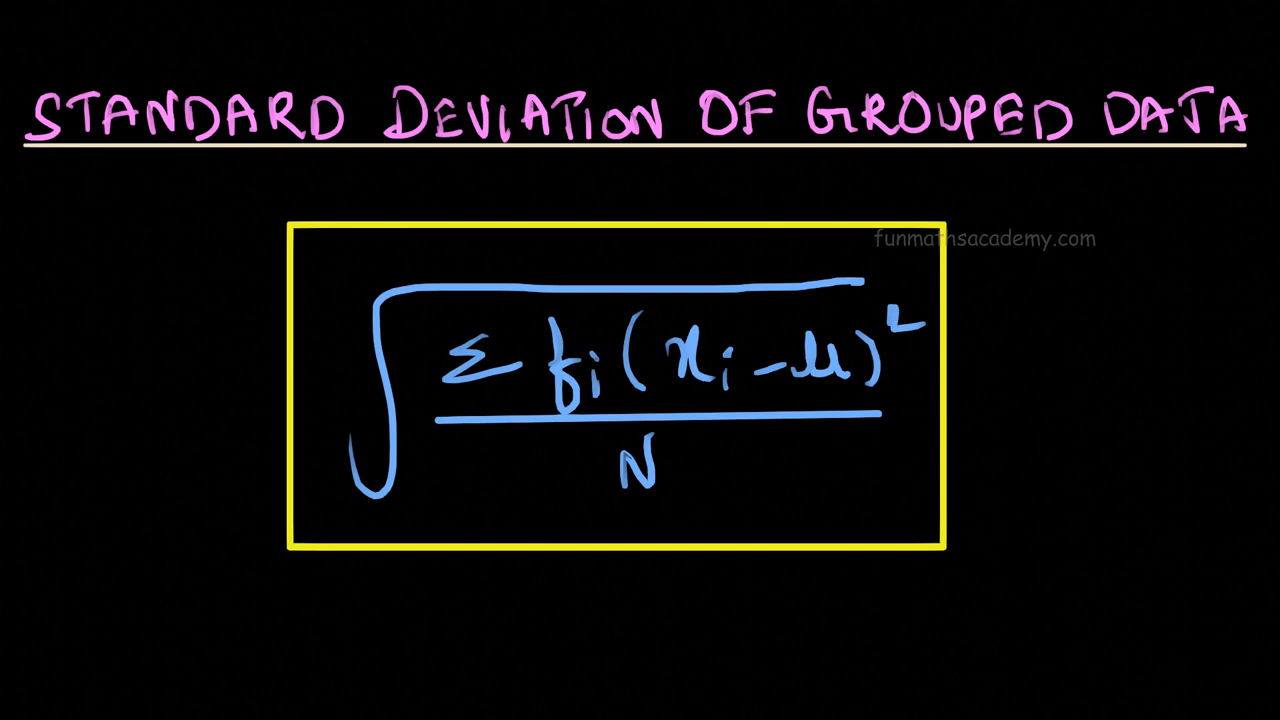 STANDARD DEVIATION OF GROUPED DATA
funmathsacademy.com
√ Σ fi (xi - μ)²
N